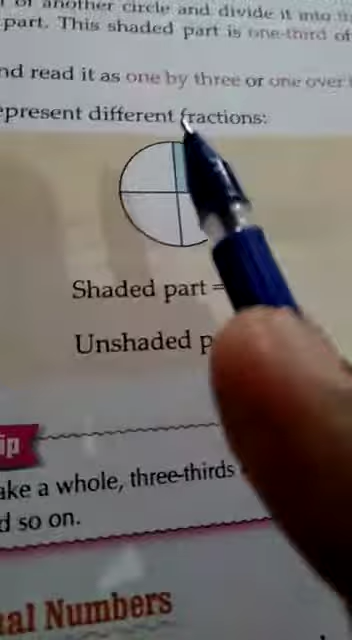 of another circle and divide it into
part. This shaded part is one-third of
nd read it as one by three or one over
epresent different fractions:
Shaded part =
Unshaded p
ip
ake a whole, three-thirds
d so on.
al Numbers